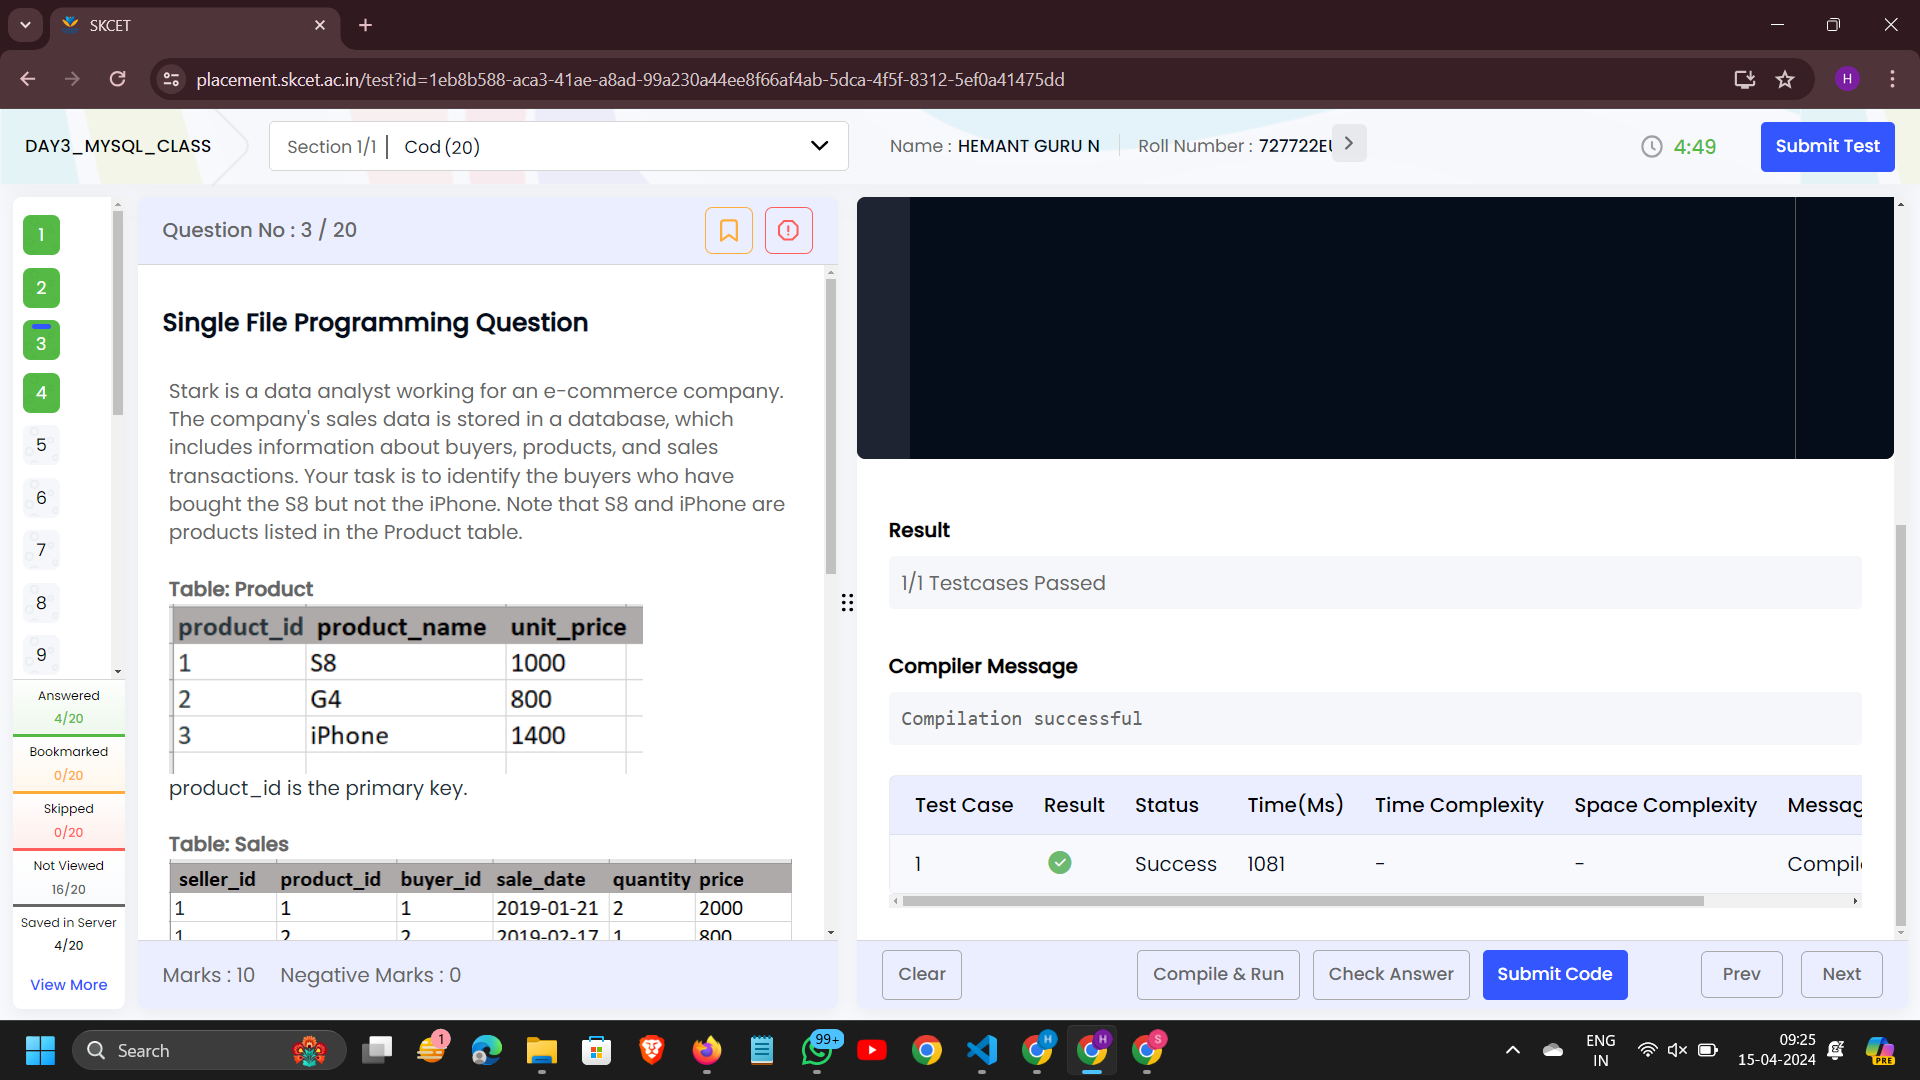 SKCET
placement.skcet.ac.in/test?id=1eb8b588-aca3-41ae-a8ad-99a230a44ee8f66af4ab-5dca-4f5f-8312-5ef0a41475dd
H
DAY3_MYSQL_CLASS
Section 1/1 | Cod (20)
Name : HEMANT GURU N
Roll Number : 727722EU
4:49
Submit Test
1
2
3
4
5
6
7
8
9
Answered
4/20
Bookmarked
0/20
Skipped
0/20
Not Viewed
16/20
Saved in Server
4/20
View More
Question No : 3 / 20
Single File Programming Question
Stark is a data analyst working for an e-commerce company.
The company's sales data is stored in a database, which
includes information about buyers, products, and sales
transactions. Your task is to identify the buyers who have
bought the S8 but not the iPhone. Note that S8 and iPhone are
products listed in the Product table.
Table: Product
product_id product_name unit_price
1 S8 1000
2 G4 800
3 iPhone 1400
product_id is the primary key.
Table: Sales
seller_id product_id buyer_id sale_date quantity price
1 1 1 2019-01-21 2 2000
1 2 2 2019-02-17 1 800
Marks : 10 Negative Marks : 0
Result
1/1 Testcases Passed
Compiler Message
Compilation successful
Test Case Result Status Time(Ms) Time Complexity Space Complexity Messag
1 Success 1081 - - Compil
Clear
Compile & Run
Check Answer
Submit Code
Prev
Next
Search
1
99+
H
H
S
ENG
IN
09:25
15-04-2024
PRE